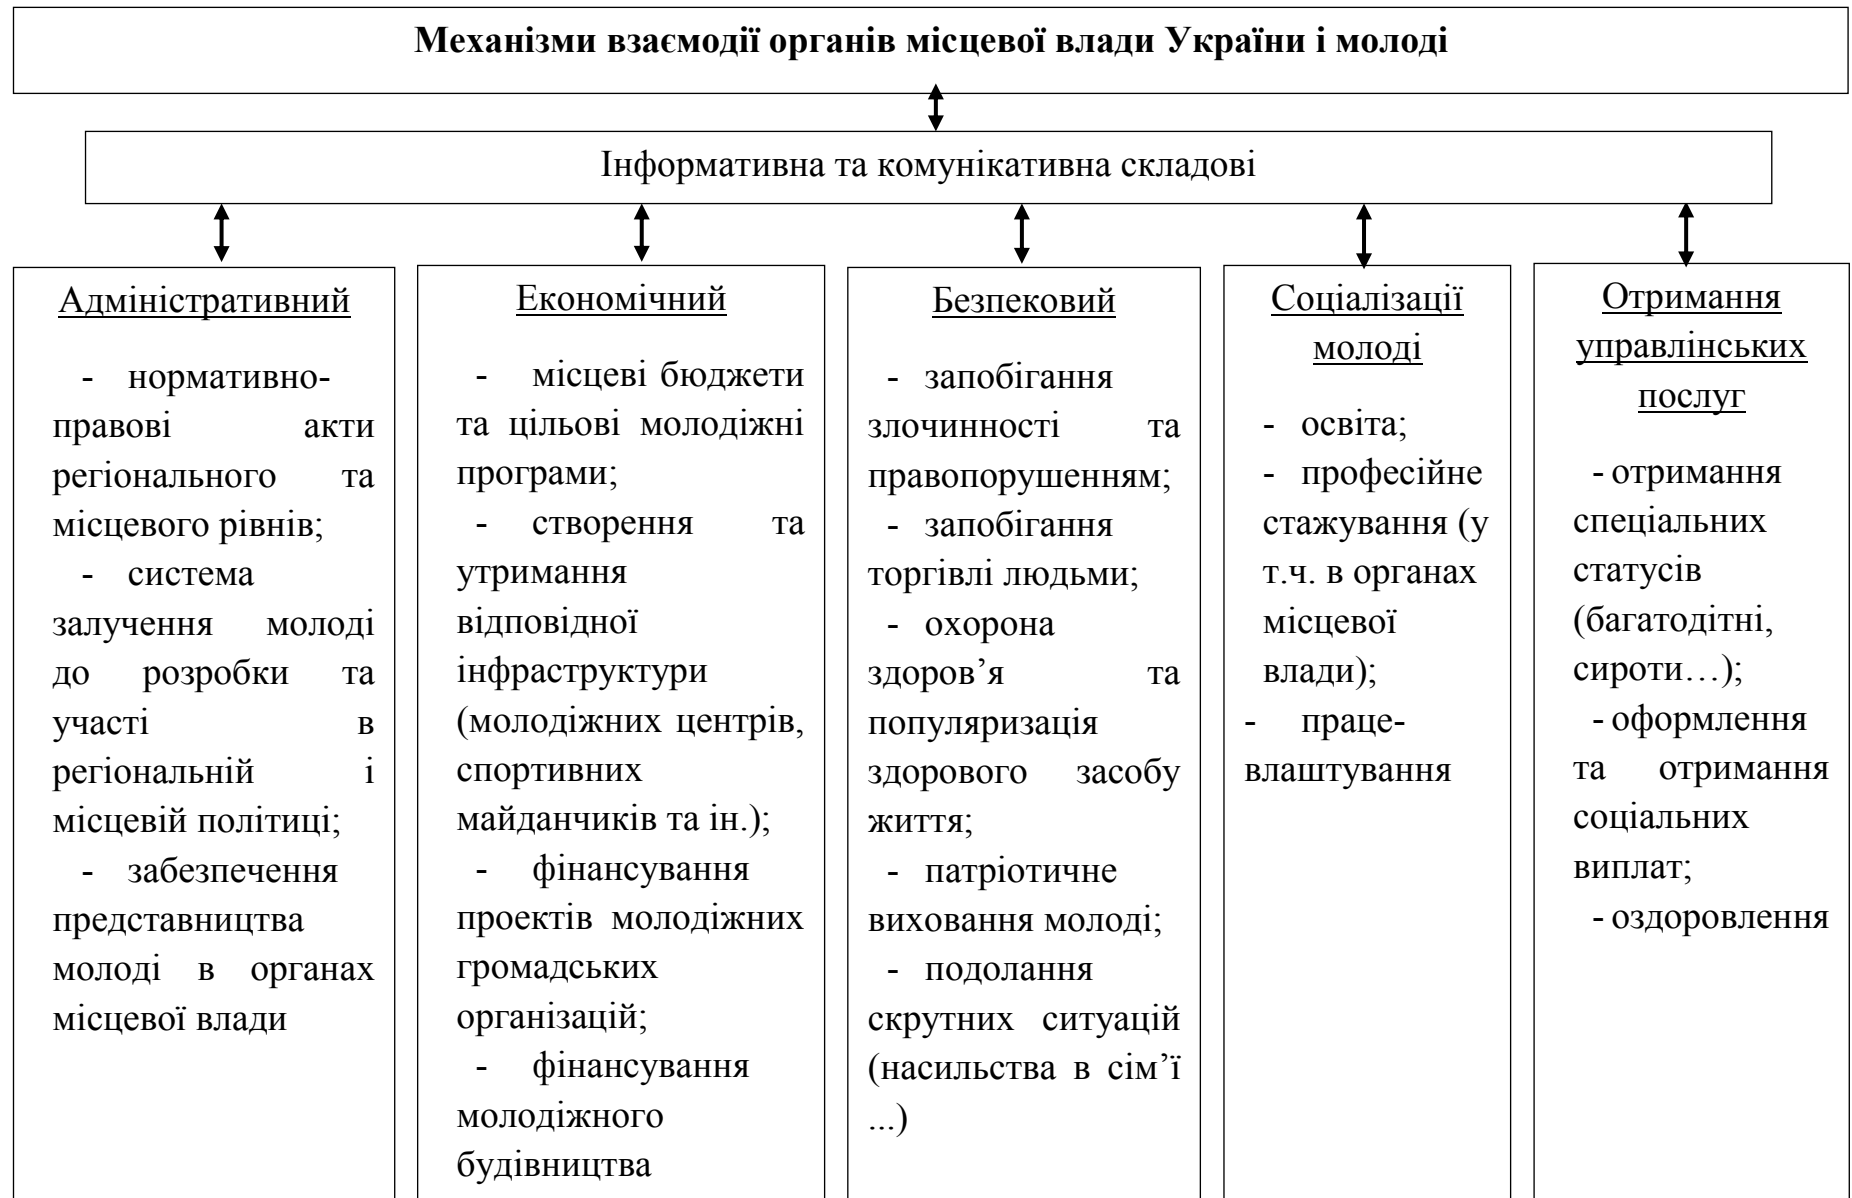 Механізми взаємодії органів місцевої влади України і молоді
Інформативна та комунікативна складові
Адміністративний
- нормативно-
правові акти
регіонального та
місцевого рівнів;
- система
залучення молоді
до розробки та
участі в
регіональній і
місцевій політиці;
- забезпечення
представництва
молоді в органах
місцевої влади
Економічний
- місцеві бюджети
та цільові молодіжні
програми;
- створення та
утримання
відповідної
інфраструктури
(молодіжних центрів,
спортивних
майданчиків та ін.);
- фінансування
проектів молодіжних
громадських
організацій;
- фінансування
молодіжного
будівництва
Безпековий
- запобігання
злочинності та
правопорушенням;
- запобігання
торгівлі людьми;
- охорона
здоров’я та
популяризація
здорового засобу
життя;
- патріотичне
виховання молоді;
- подолання
скрутних ситуацій
(насильства в сім’ї
...)
Соціалізації
молоді
- освіта;
- професійне
стажування (у
т.ч. в органах
місцевої
влади);
- праце-
влаштування
Отримання
управлінських
послуг
- отримання
спеціальних
статусів
(багатодітні,
сироти…);
- оформлення
та отримання
соціальних
виплат;
- оздоровлення